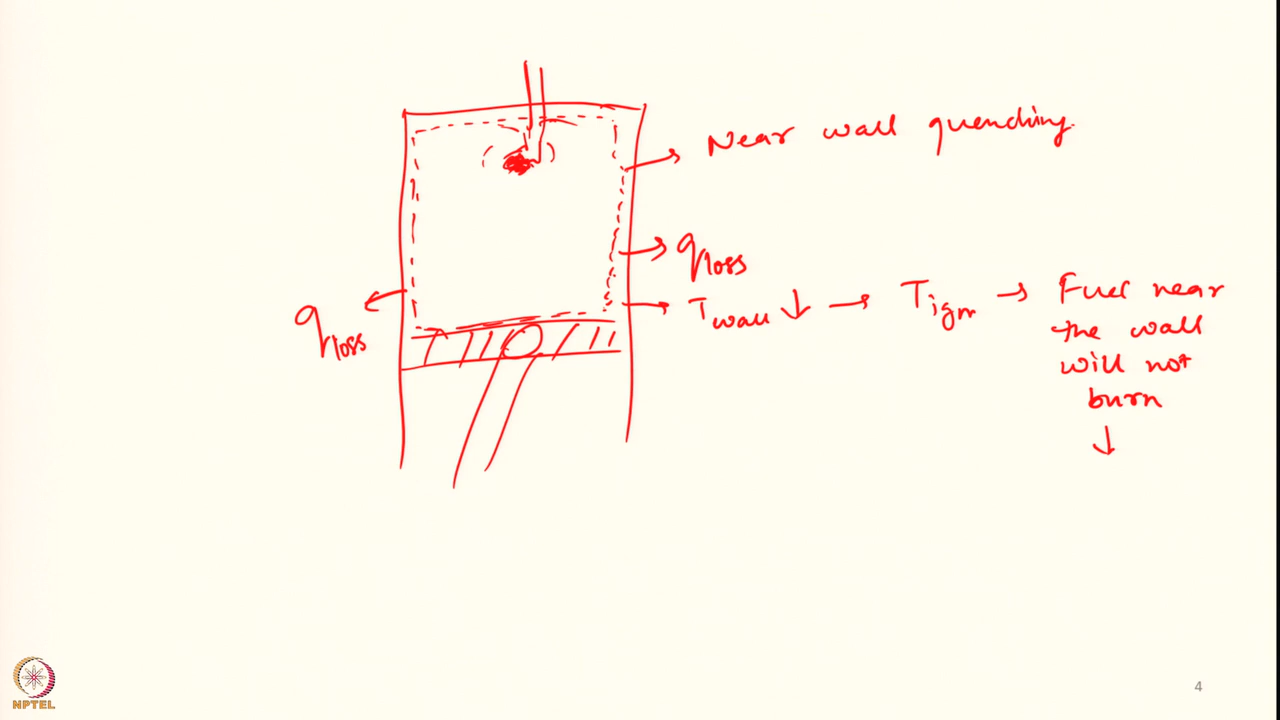 Near wall quenching.
qloss
qloss
Twall ↓ → Tign → Fuel near
the wall
will not
burn
↓
NPTEL
4